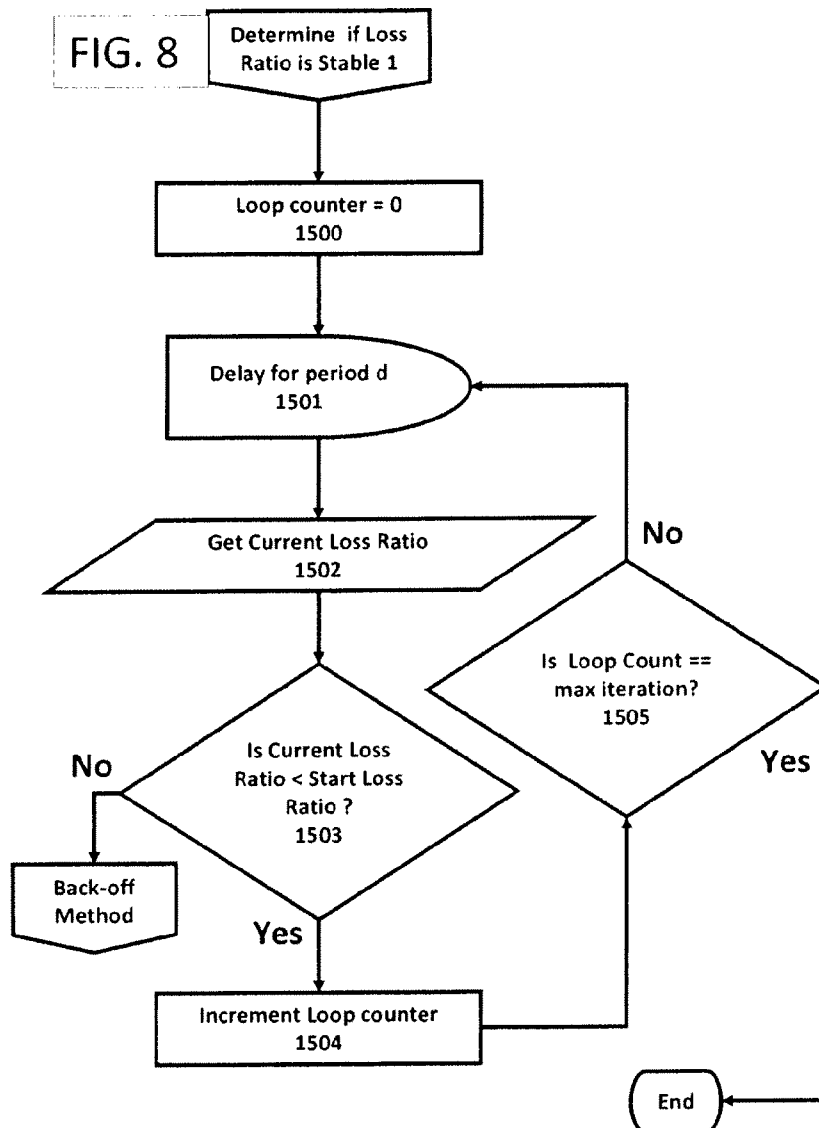 FIG. 8
Determine if Loss
Ratio is Stable 1
Loop counter = 0
1500
Delay for period d
1501
Get Current Loss Ratio
1502
Is Current Loss
Ratio < Start Loss
Ratio ?
1503
No
Back-off
Method
Yes
Increment Loop counter
1504
Is Loop Count ==
max iteration?
1505
No
Yes
End